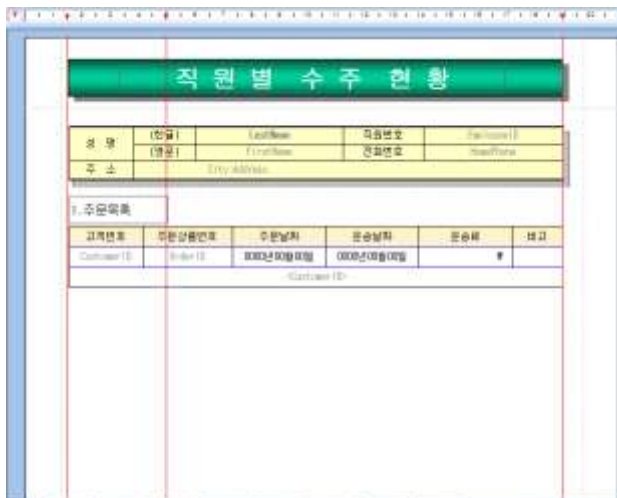 직원별 수주 현황
성 명 (한글) LastName 직원번호 EmployeeID
(영문) FirstName 전화번호 HomePhone
주 소 City Address
1.주문목록
고객번호 주문상품번호 주문날짜 운송날짜 운송비 비고
CustomerID OrderID 0000년00월00일 0000년00월00일 #
<CustomerID>